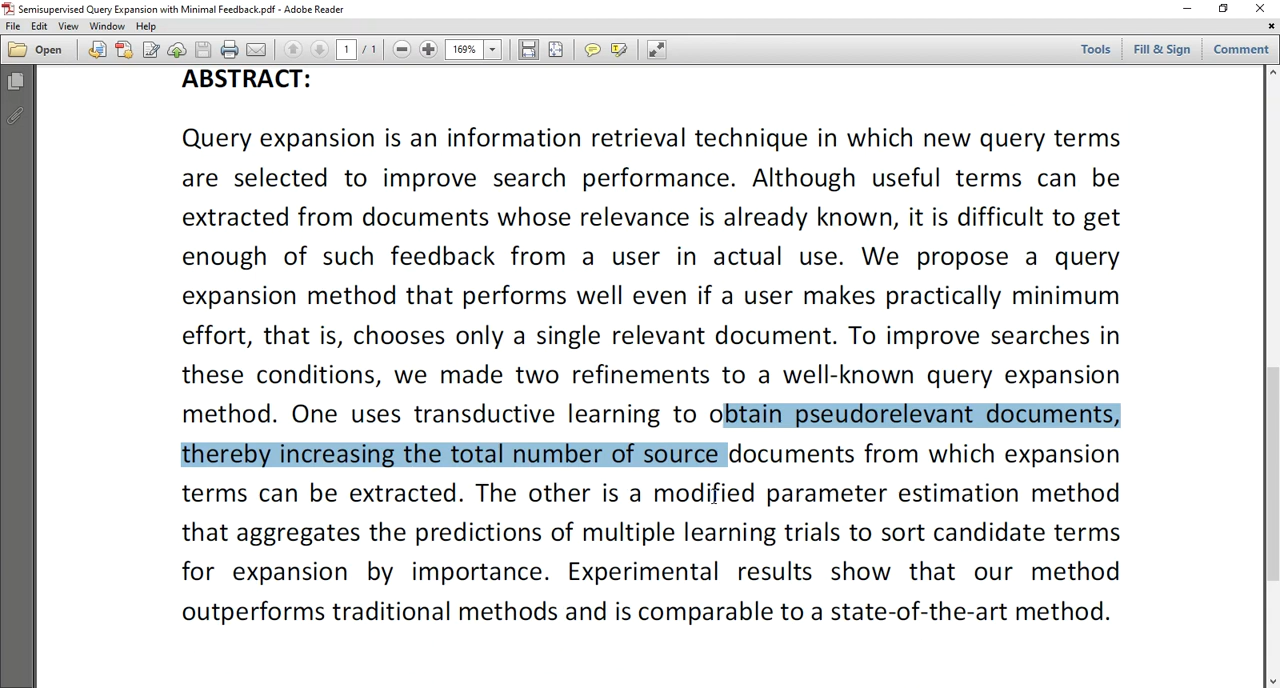 Semisupervised Query Expansion with Minimal Feedback.pdf - Adobe Reader
File Edit View Window Help
Open 1 / 1 169% Tools Fill & Sign Comment
ABSTRACT:
Query expansion is an information retrieval technique in which new query terms
are selected to improve search performance. Although useful terms can be
extracted from documents whose relevance is already known, it is difficult to get
enough of such feedback from a user in actual use. We propose a query
expansion method that performs well even if a user makes practically minimum
effort, that is, chooses only a single relevant document. To improve searches in
these conditions, we made two refinements to a well-known query expansion
method. One uses transductive learning to obtain pseudorelevant documents,
thereby increasing the total number of source documents from which expansion
terms can be extracted. The other is a modified parameter estimation method
that aggregates the predictions of multiple learning trials to sort candidate terms
for expansion by importance. Experimental results show that our method
outperforms traditional methods and is comparable to a state-of-the-art method.